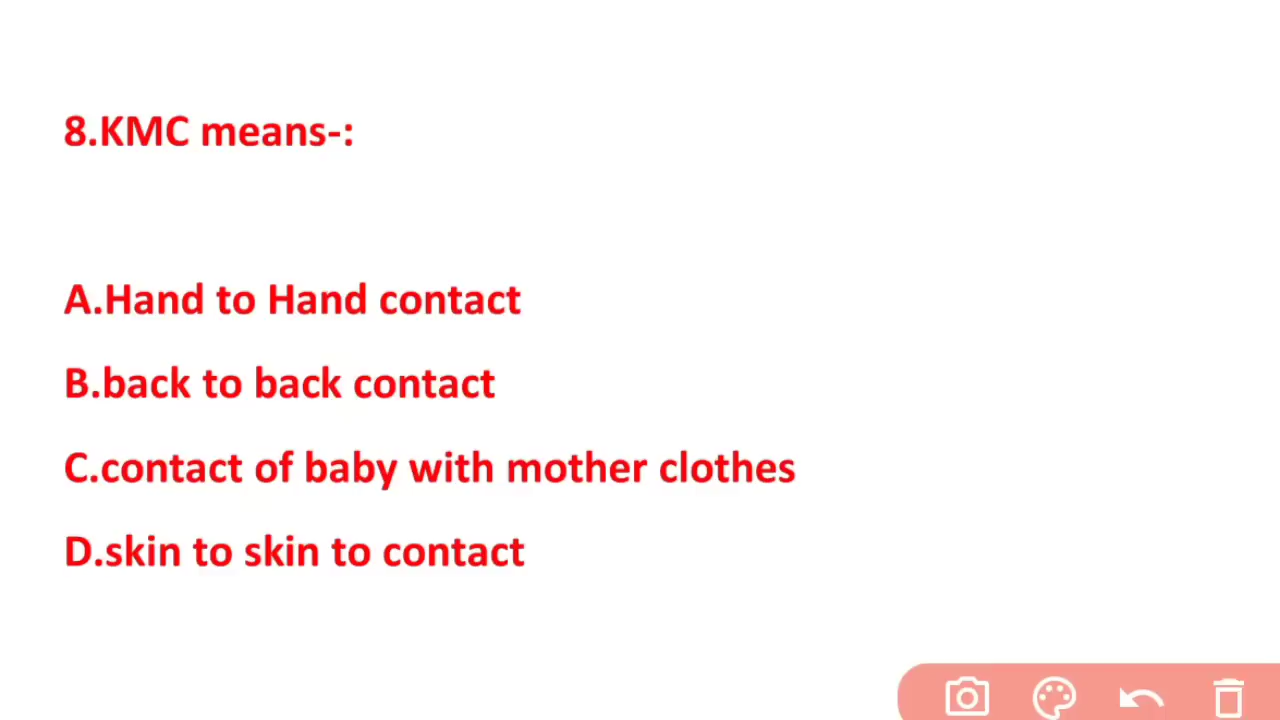 8.KMC means-:
A.Hand to Hand contact
B.back to back contact
C.contact of baby with mother clothes
D.skin to skin to contact